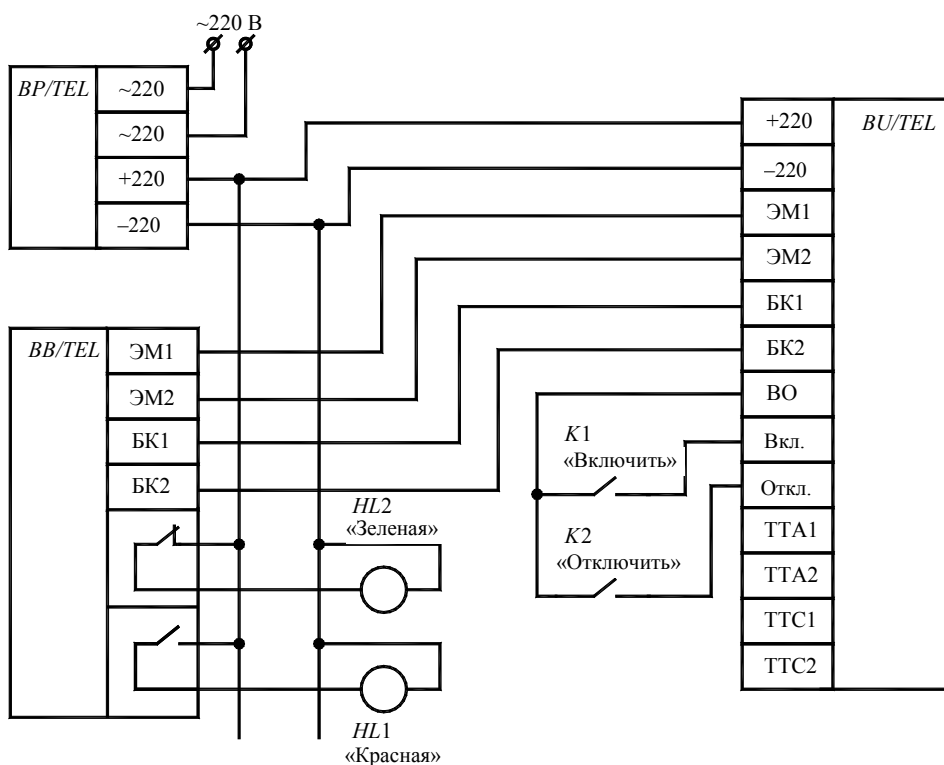 ~220 В
BP/TEL
~220
~220
+220
–220
BB/TEL
ЭМ1
ЭМ2
БК1
БК2
HL2
«Зеленая»
HL1
«Красная»
K1
«Включить»
K2
«Отключить»
+220
BU/TEL
–220
ЭМ1
ЭМ2
БК1
БК2
ВО
Вкл.
Откл.
ТТА1
ТТА2
ТТС1
ТТС2